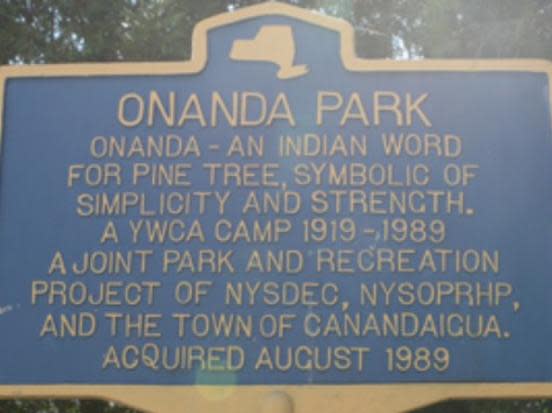 ONANDA PARK
ONANDA - AN INDIAN WORD
FOR PINE TREE, SYMBOLIC OF
SIMPLICITY AND STRENGTH.
A YWCA CAMP 1919 - 1989
A JOINT PARK AND RECREATION
PROJECT OF NYSDEC, NYSOPRHP,
AND THE TOWN OF CANANDAIGUA.
ACQUIRED AUGUST 1989